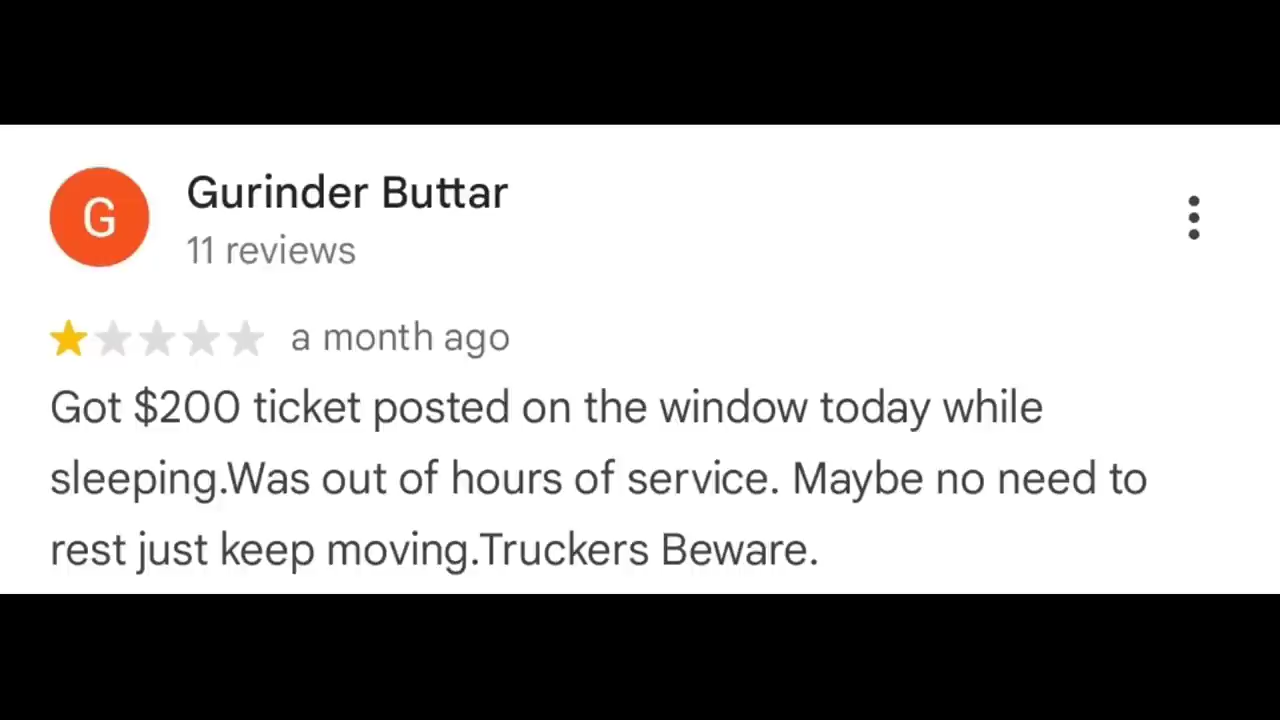 G
Gurinder Buttar
11 reviews
a month ago
Got $200 ticket posted on the window today while
sleeping.Was out of hours of service. Maybe no need to
rest just keep moving.Truckers Beware.